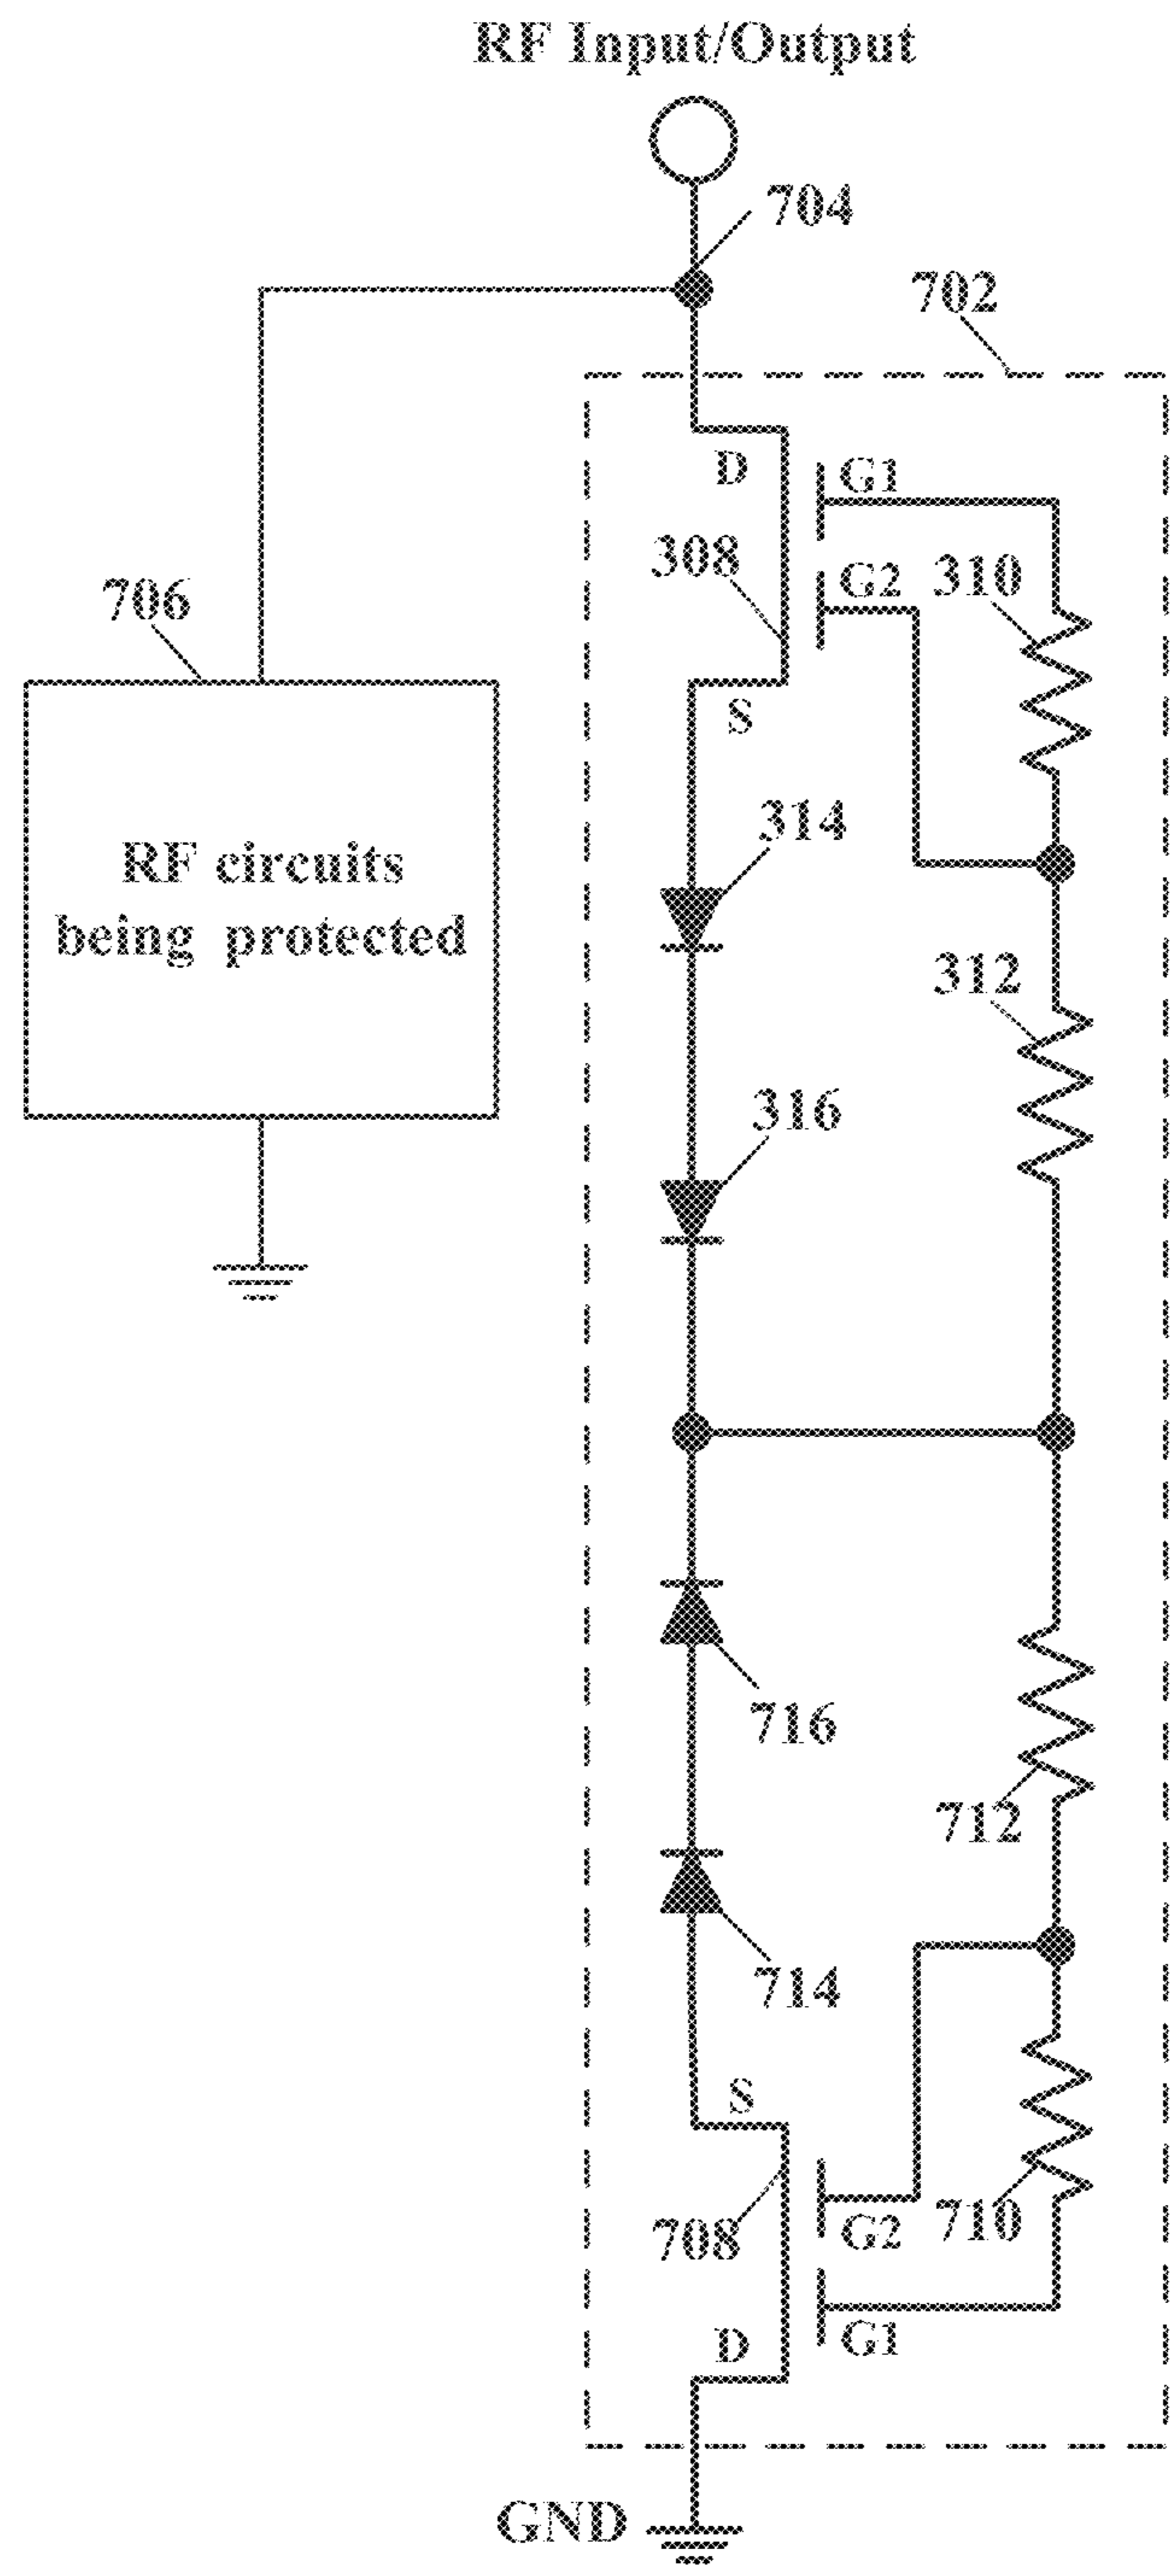 RF Input/Output
704
702
D
G1
308
G2
310
706
S
314
RF circuits
being protected
312
316
716
712
714
S
708
G2
710
D
G1
GND